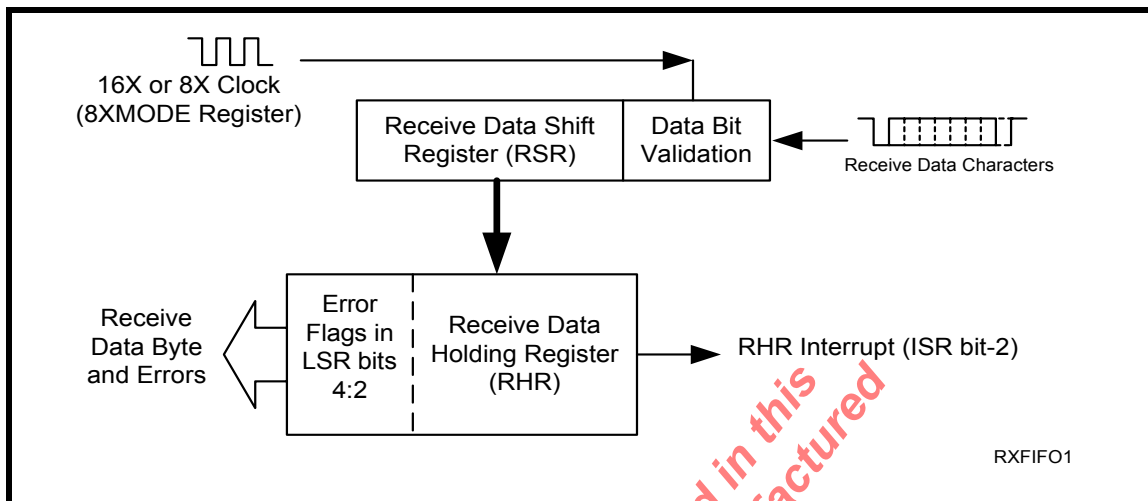 16X or 8X Clock
(8XMODE Register)
Receive Data Shift
Register (RSR)
Data Bit
Validation
Receive Data Characters
Receive
Data Byte
and Errors
Error
Flags in
LSR bits
4:2
Receive Data
Holding Register
(RHR)
RHR Interrupt (ISR bit-2)
in this
RXFIFO1